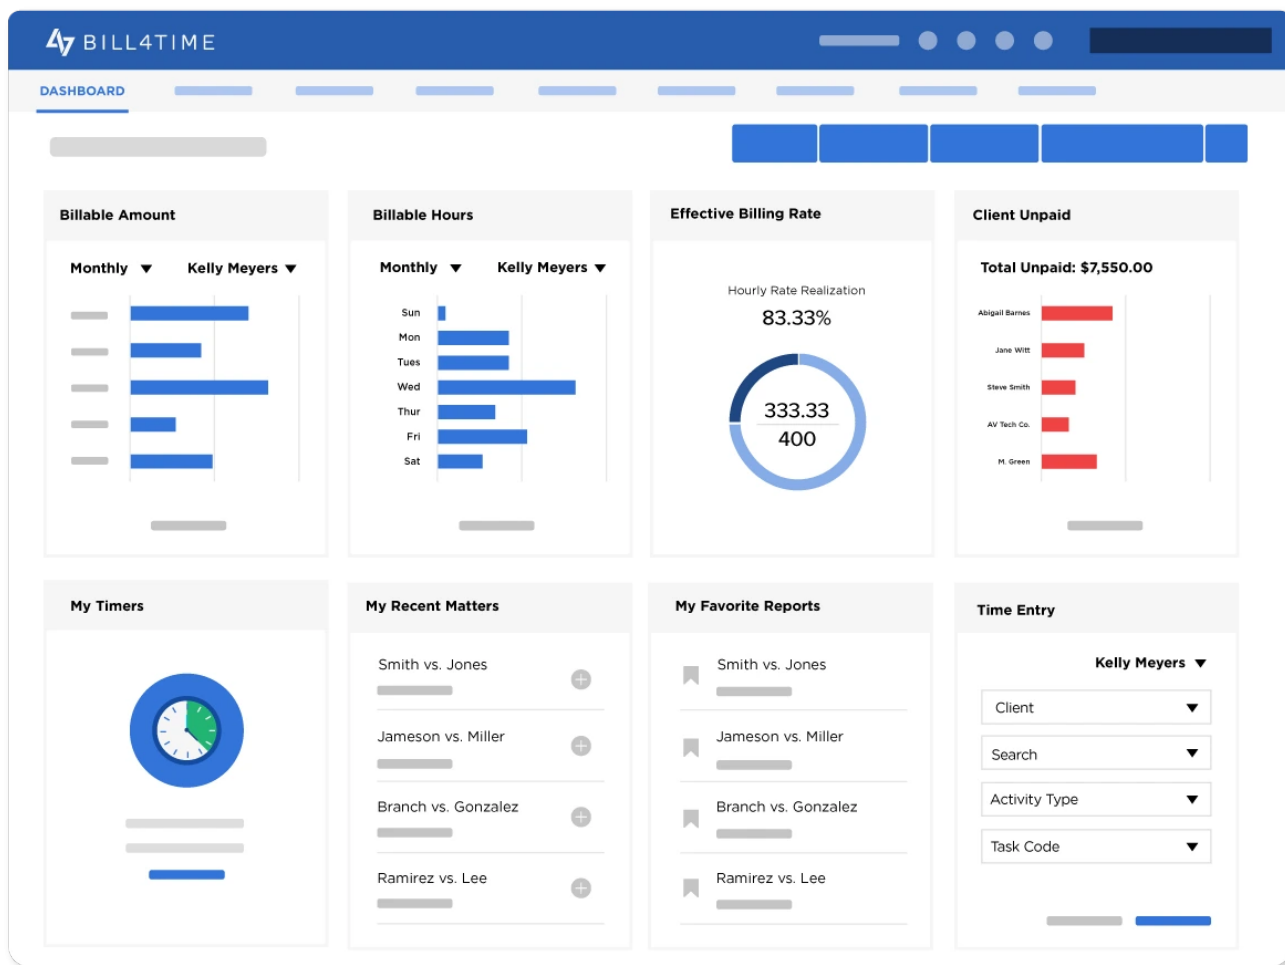 BILL4TIME
DASHBOARD
Billable Amount
Monthly Kelly Meyers
Billable Hours
Monthly Kelly Meyers
Sun
Mon
Tues
Wed
Thur
Fri
Sat
Effective Billing Rate
Hourly Rate Realization
83.33%
333.33
400
Client Unpaid
Total Unpaid: $7,550.00
Abigail Barnes
Jane Witt
Steve Smith
AV Tech Co.
M. Green
My Timers
My Recent Matters
Smith vs. Jones
Jameson vs. Miller
Branch vs. Gonzalez
Ramirez vs. Lee
My Favorite Reports
Smith vs. Jones
Jameson vs. Miller
Branch vs. Gonzalez
Ramirez vs. Lee
Time Entry
Kelly Meyers
Client
Search
Activity Type
Task Code